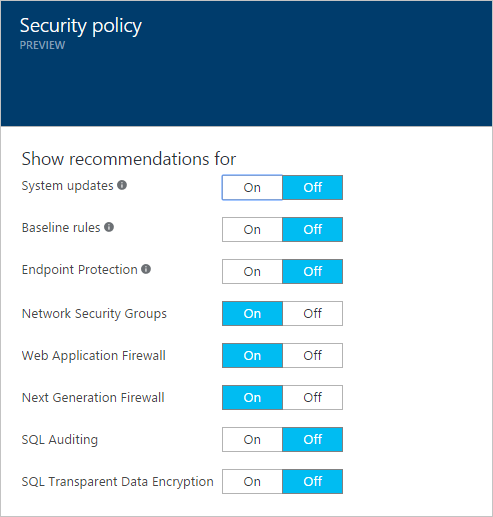 Security policy
PREVIEW
Show recommendations for
System updates On Off
Baseline rules On Off
Endpoint Protection On Off
Network Security Groups On Off
Web Application Firewall On Off
Next Generation Firewall On Off
SQL Auditing On Off
SQL Transparent Data Encryption On Off